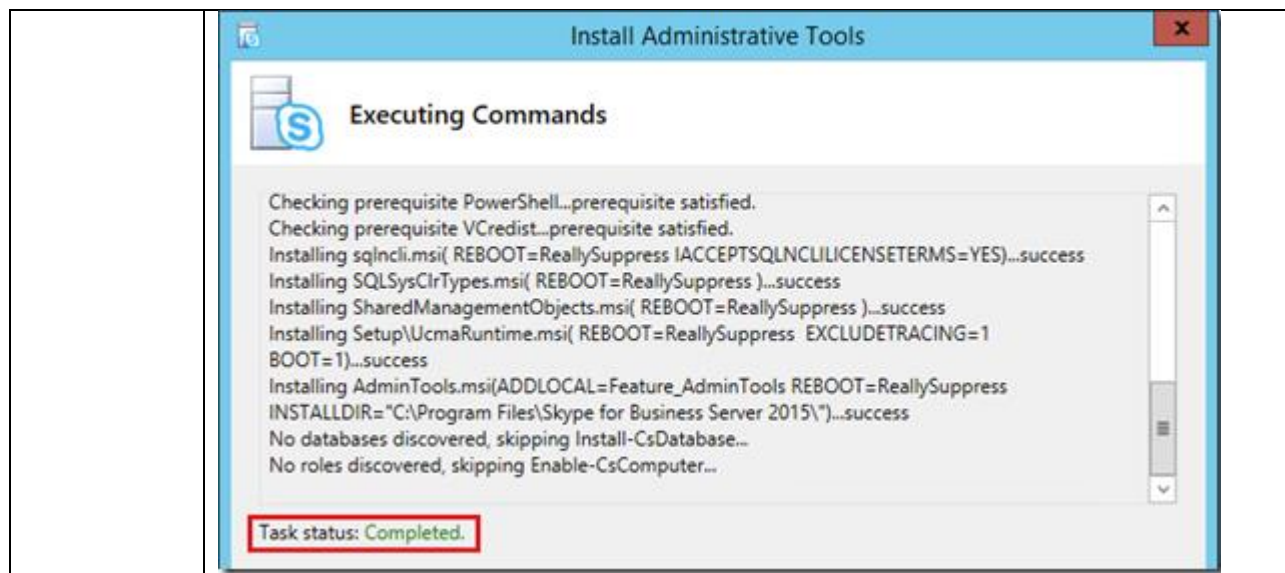 Install Administrative Tools
x
S
Executing Commands
Checking prerequisite PowerShell...prerequisite satisfied.
Checking prerequisite VCredist...prerequisite satisfied.
Installing sqlncli.msi( REBOOT=ReallySuppress IACCEPTSQLNCLILICENSETERMS=YES)...success
Installing SQLSysClrTypes.msi( REBOOT=ReallySuppress )...success
Installing SharedManagementObjects.msi( REBOOT=ReallySuppress )...success
Installing Setup\UcmaRuntime.msi( REBOOT=ReallySuppress  EXCLUDETRACING=1
BOOT=1)...success
Installing AdminTools.msi(ADDLOCAL=Feature_AdminTools REBOOT=ReallySuppress
INSTALLDIR="C:\Program Files\Skype for Business Server 2015\")...success
No databases discovered, skipping Install-CsDatabase...
No roles discovered, skipping Enable-CsComputer...
Task status: Completed.